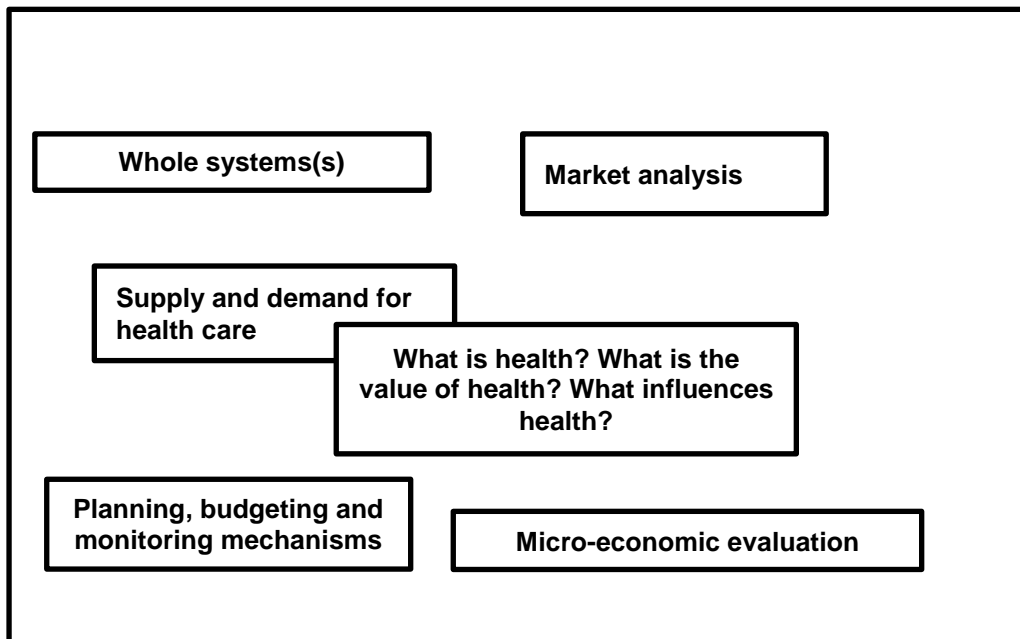 Whole systems(s)
Market analysis
Supply and demand for
health care
What is health? What is the
value of health? What influences
health?
Planning, budgeting and
monitoring mechanisms
Micro-economic evaluation